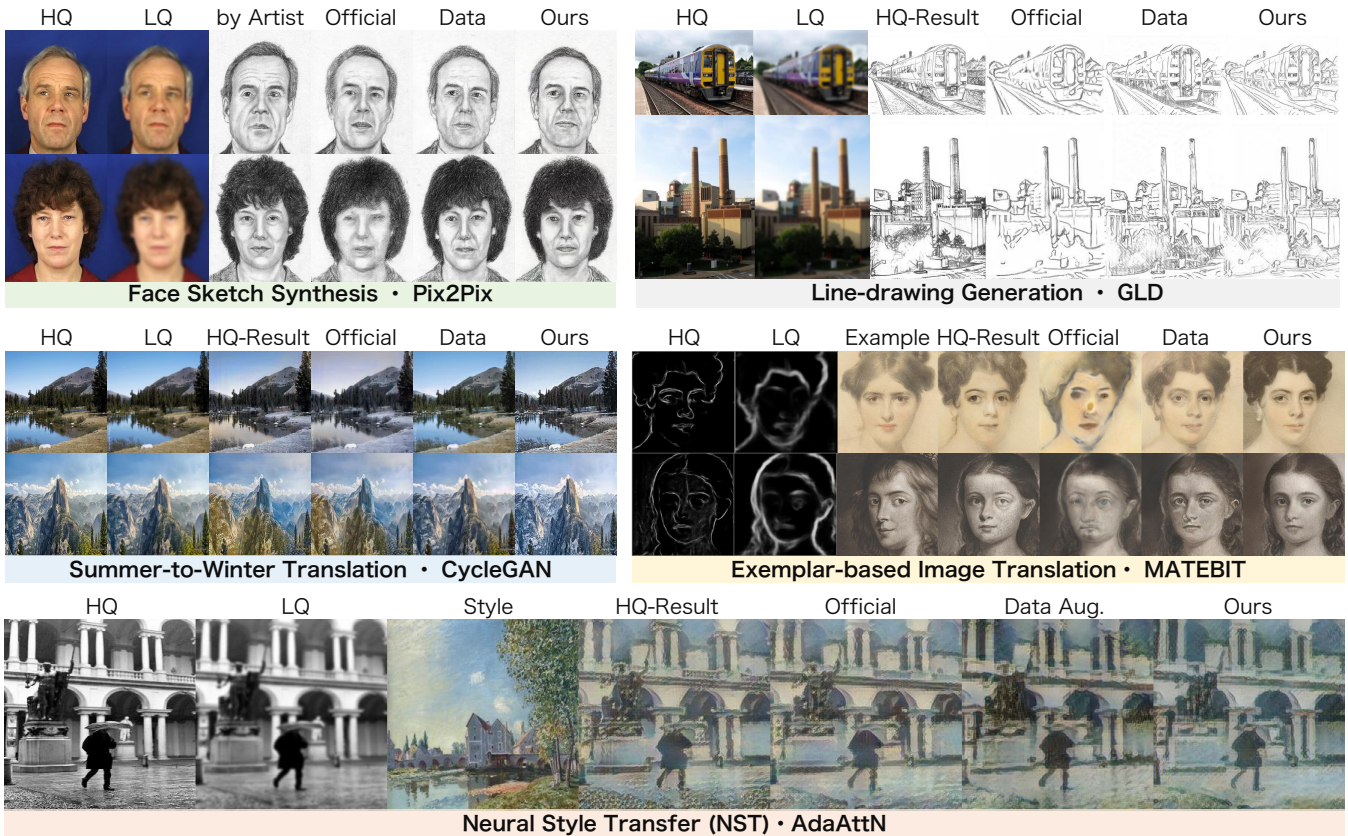 HQ LQ by Artist Official Data Ours
Face Sketch Synthesis · Pix2Pix
HQ LQ HQ-Result Official Data Ours
Line-drawing Generation · GLD
HQ LQ HQ-Result Official Data Ours
Summer-to-Winter Translation · CycleGAN
HQ LQ Example HQ-Result Official Data Ours
Exemplar-based Image Translation · MATEBIT
HQ LQ Style HQ-Result Official Data Aug. Ours
Neural Style Transfer (NST) · AdaAttN